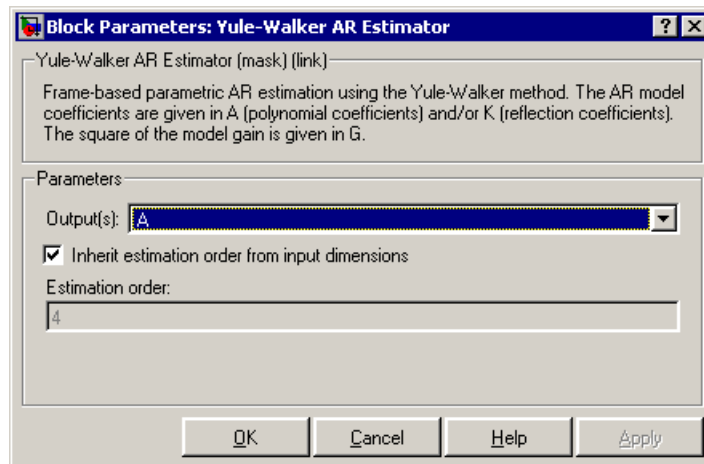 Block Parameters: Yule-Walker AR Estimator
Yule-Walker AR Estimator (mask) (link)
Frame-based parametric AR estimation using the Yule-Walker method. The AR model
coefficients are given in A (polynomial coefficients) and/or K (reflection coefficients).
The square of the model gain is given in G.
Parameters
Output(s): A
Inherit estimation order from input dimensions
Estimation order:
4
OK Cancel Help Apply